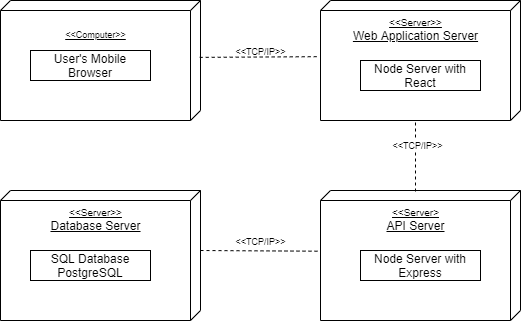 <<Computer>>
User's Mobile
Browser
<<TCP/IP>>
<<Server>>
Web Application Server
Node Server with
React
<<TCP/IP>>
<<Server>>
Database Server
SQL Database
PostgreSQL
<<TCP/IP>>
<<Server>
API Server
Node Server with
Express